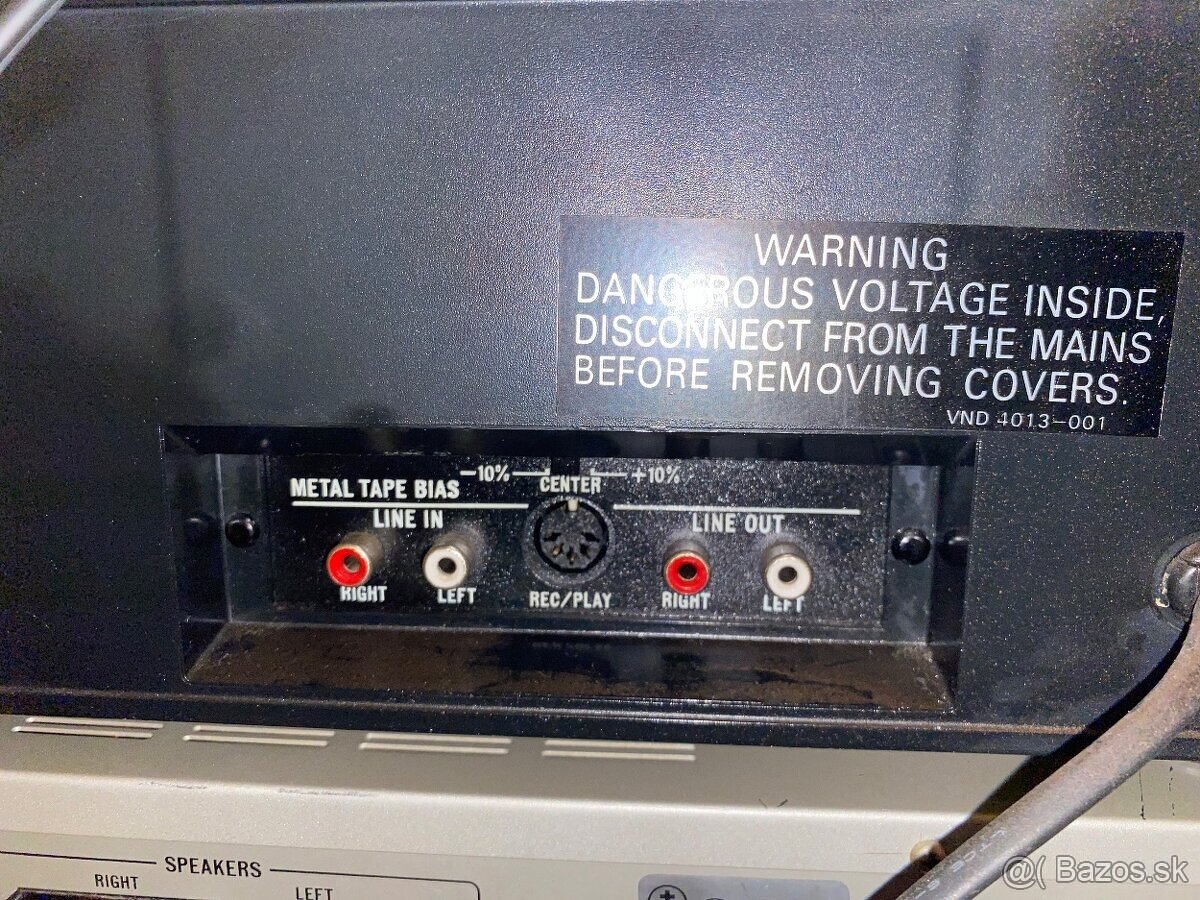 WARNING
DANGEROUS VOLTAGE INSIDE,
DISCONNECT FROM THE MAINS
BEFORE REMOVING COVERS.
VND 4013-001
-10% +10%
METAL TAPE BIAS CENTER
LINE IN LINE OUT
RIGHT LEFT REC/PLAY RIGHT LEFT
SPEAKERS
RIGHT LEFT
@( Bazos.sk